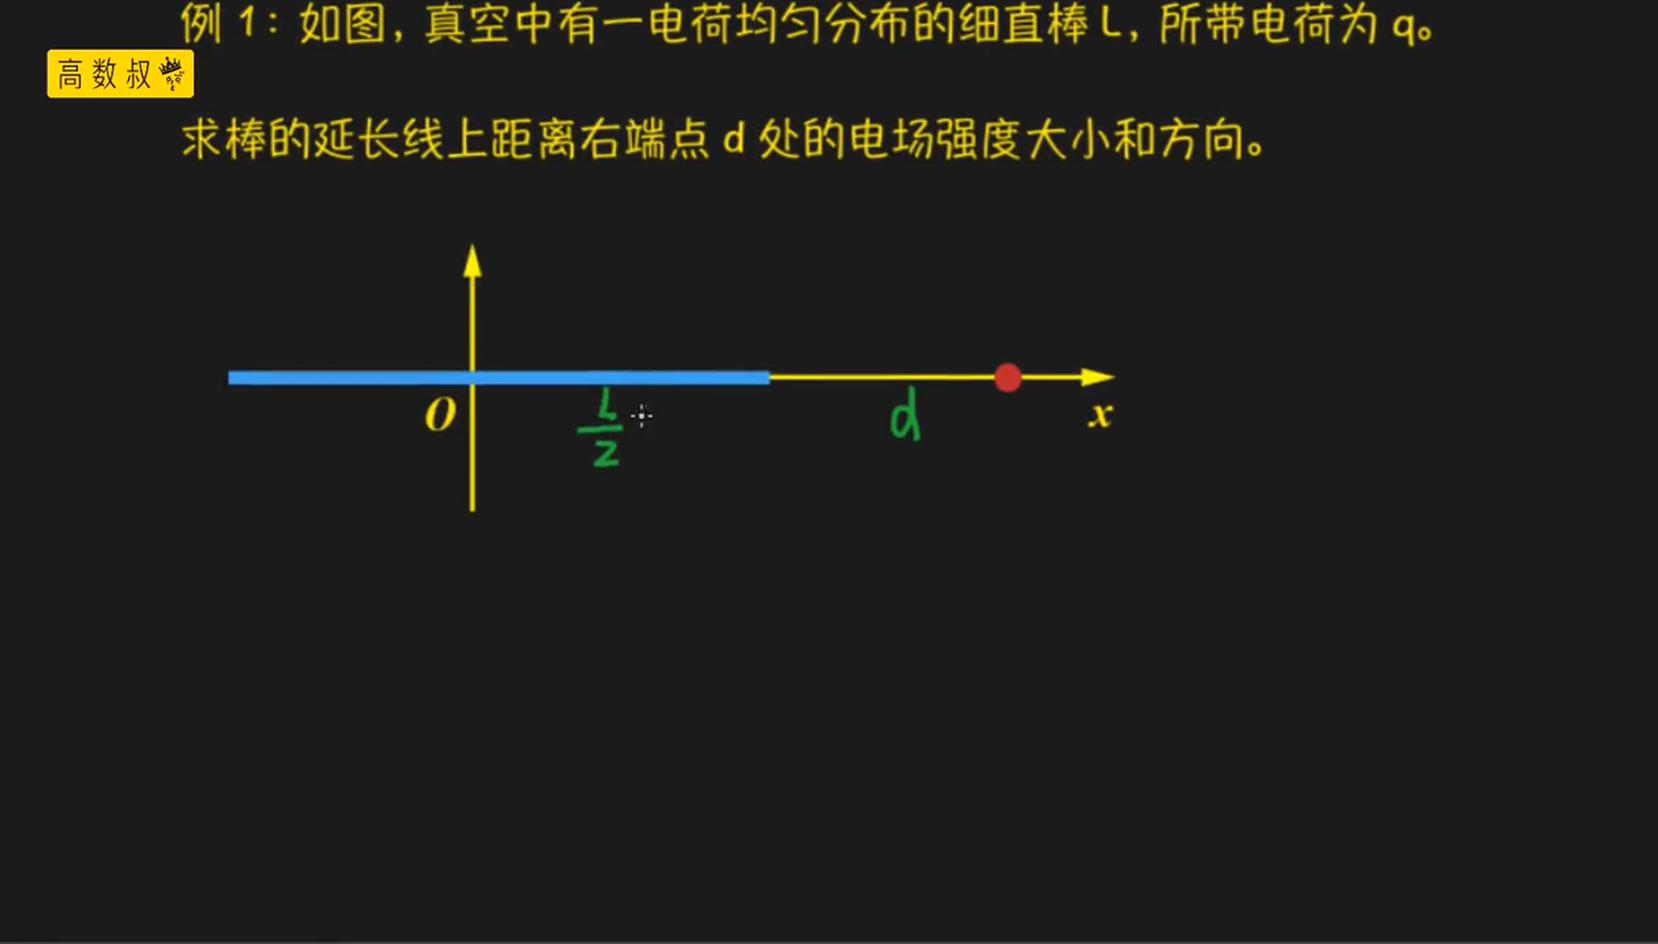 例 1：如图，真空中有一电荷均匀分布的细直棒 L，所带电荷为 q。
高数叔
求棒的延长线上距离右端点 d 处的电场强度大小和方向。
O
L
2
d
x